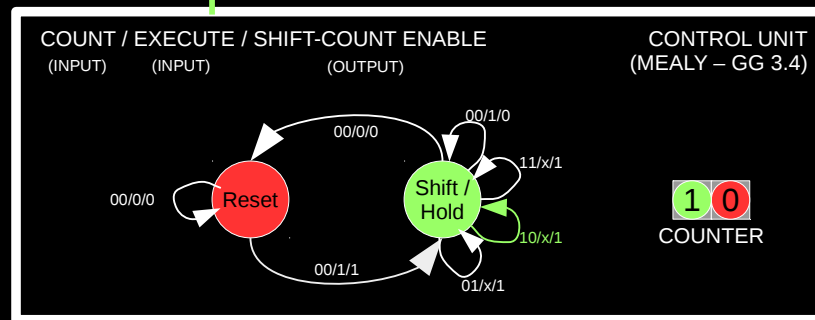 COUNT / EXECUTE / SHIFT-COUNT ENABLE
(INPUT) (INPUT) (OUTPUT)
CONTROL UNIT
(MEALY – GG 3.4)
00/1/0
00/0/0
11/x/1
00/0/0
Reset
Shift /
Hold
1 0
COUNTER
10/x/1
00/1/1
01/x/1